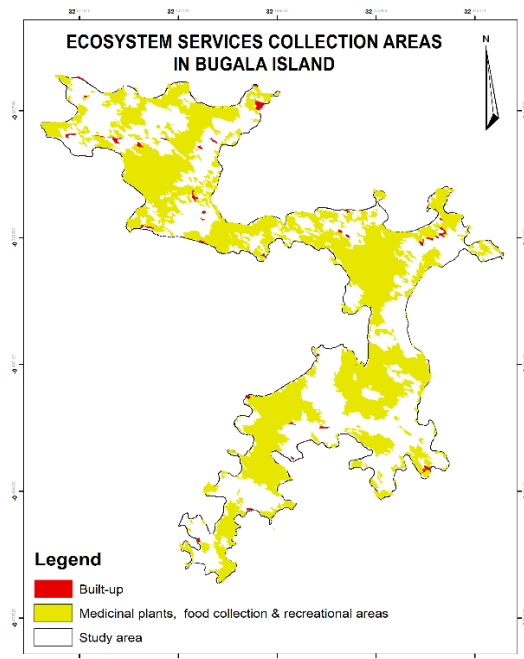 ECOSYSTEM SERVICES COLLECTION AREAS
IN BUGALA ISLAND
N
Legend
Built-up
Medicinal plants, food collection & recreational areas
Study area